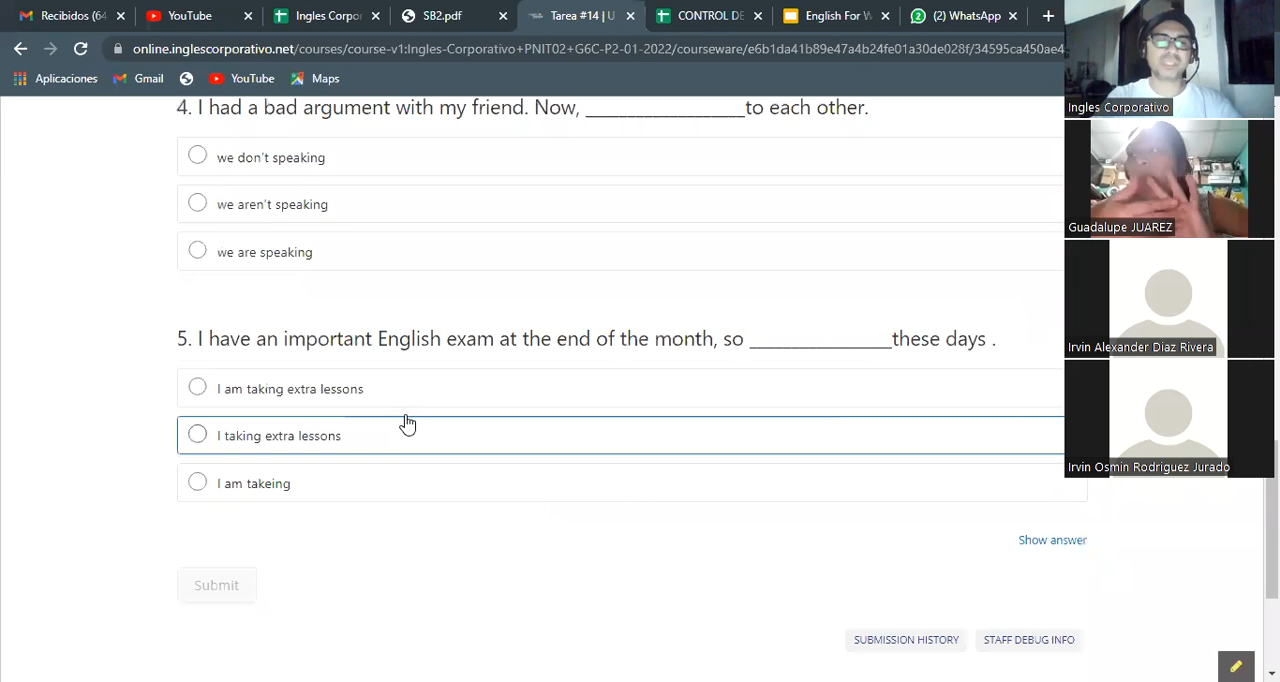 Recibidos (64
YouTube
Ingles Corpor
SB2.pdf
Tarea #14 | U
CONTROL DE
English For W
(2) WhatsApp
online.inglescorporativo.net/courses/course-v1:Ingles-Corporativo+PNIT02+G6C-P2-01-2022/courseware/e6b1da41b89e47a4b24fe01a30de028f/34595ca450ae4
Aplicaciones
Gmail
YouTube
Maps
4. I had a bad argument with my friend. Now, __________________to each other.
we don't speaking
we aren't speaking
we are speaking
5. I have an important English exam at the end of the month, so ________________these days .
I am taking extra lessons
I taking extra lessons
I am takeing
Show answer
Submit
SUBMISSION HISTORY
STAFF DEBUG INFO
Ingles Corporativo
Guadalupe JUAREZ
Irvin Alexander Diaz Rivera
Irvin Osmin Rodriguez Jurado